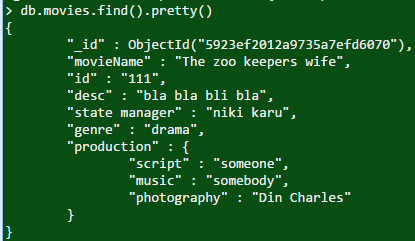 > db.movies.find().pretty()
{
        "_id" : ObjectId("5923ef2012a9735a7efd6070"),
        "movieName" : "The zoo keepers wife",
        "id" : "111",
        "desc" : "bla bla bli bla",
        "state manager" : "niki karu",
        "genre" : "drama",
        "production" : {
                "script" : "someone",
                "music" : "somebody",
                "photography" : "Din Charles"
        }
}